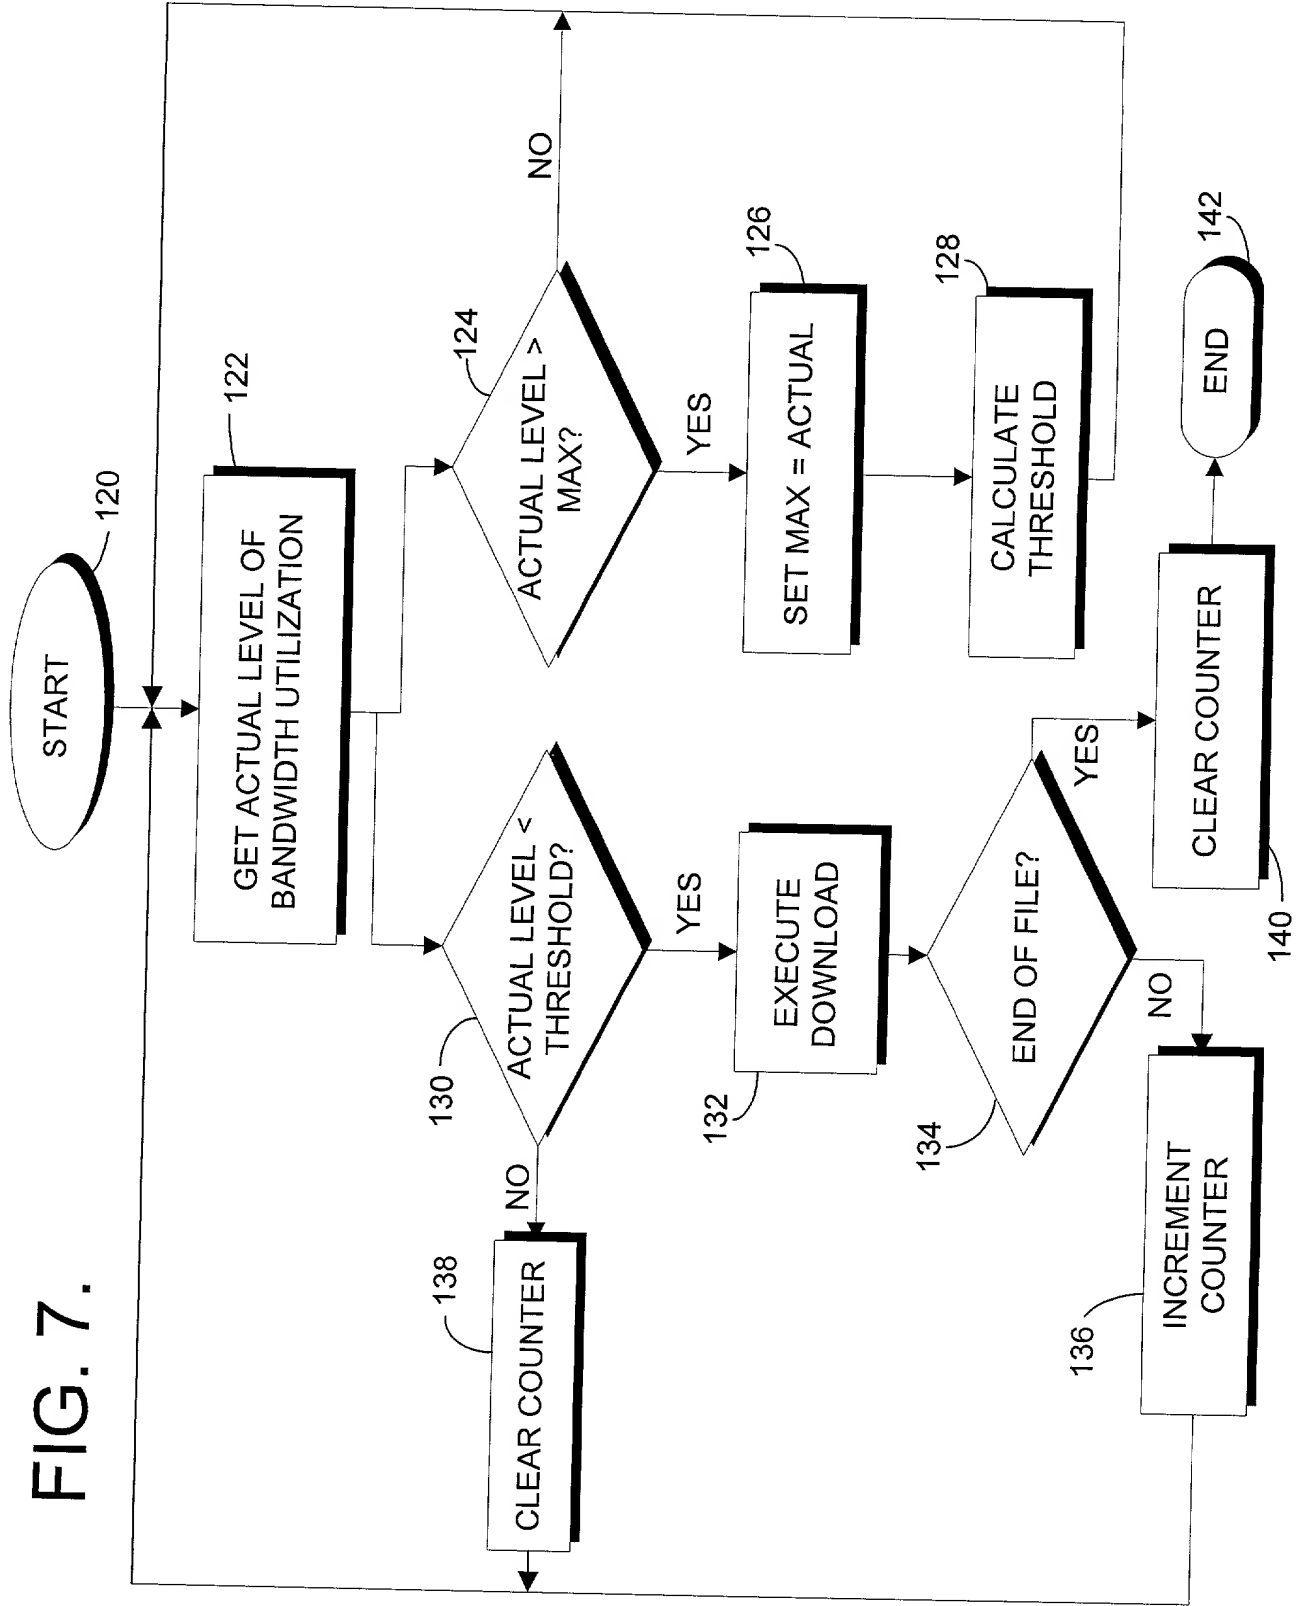 FIG. 7.
START
120
GET ACTUAL LEVEL OF
BANDWIDTH UTILIZATION
122
ACTUAL LEVEL >
MAX?
124
NO
YES
SET MAX = ACTUAL
126
CALCULATE
THRESHOLD
128
ACTUAL LEVEL <
THRESHOLD?
130
NO
CLEAR COUNTER
138
YES
EXECUTE
DOWNLOAD
132
END OF FILE?
134
NO
INCREMENT
COUNTER
136
YES
CLEAR COUNTER
140
END
142